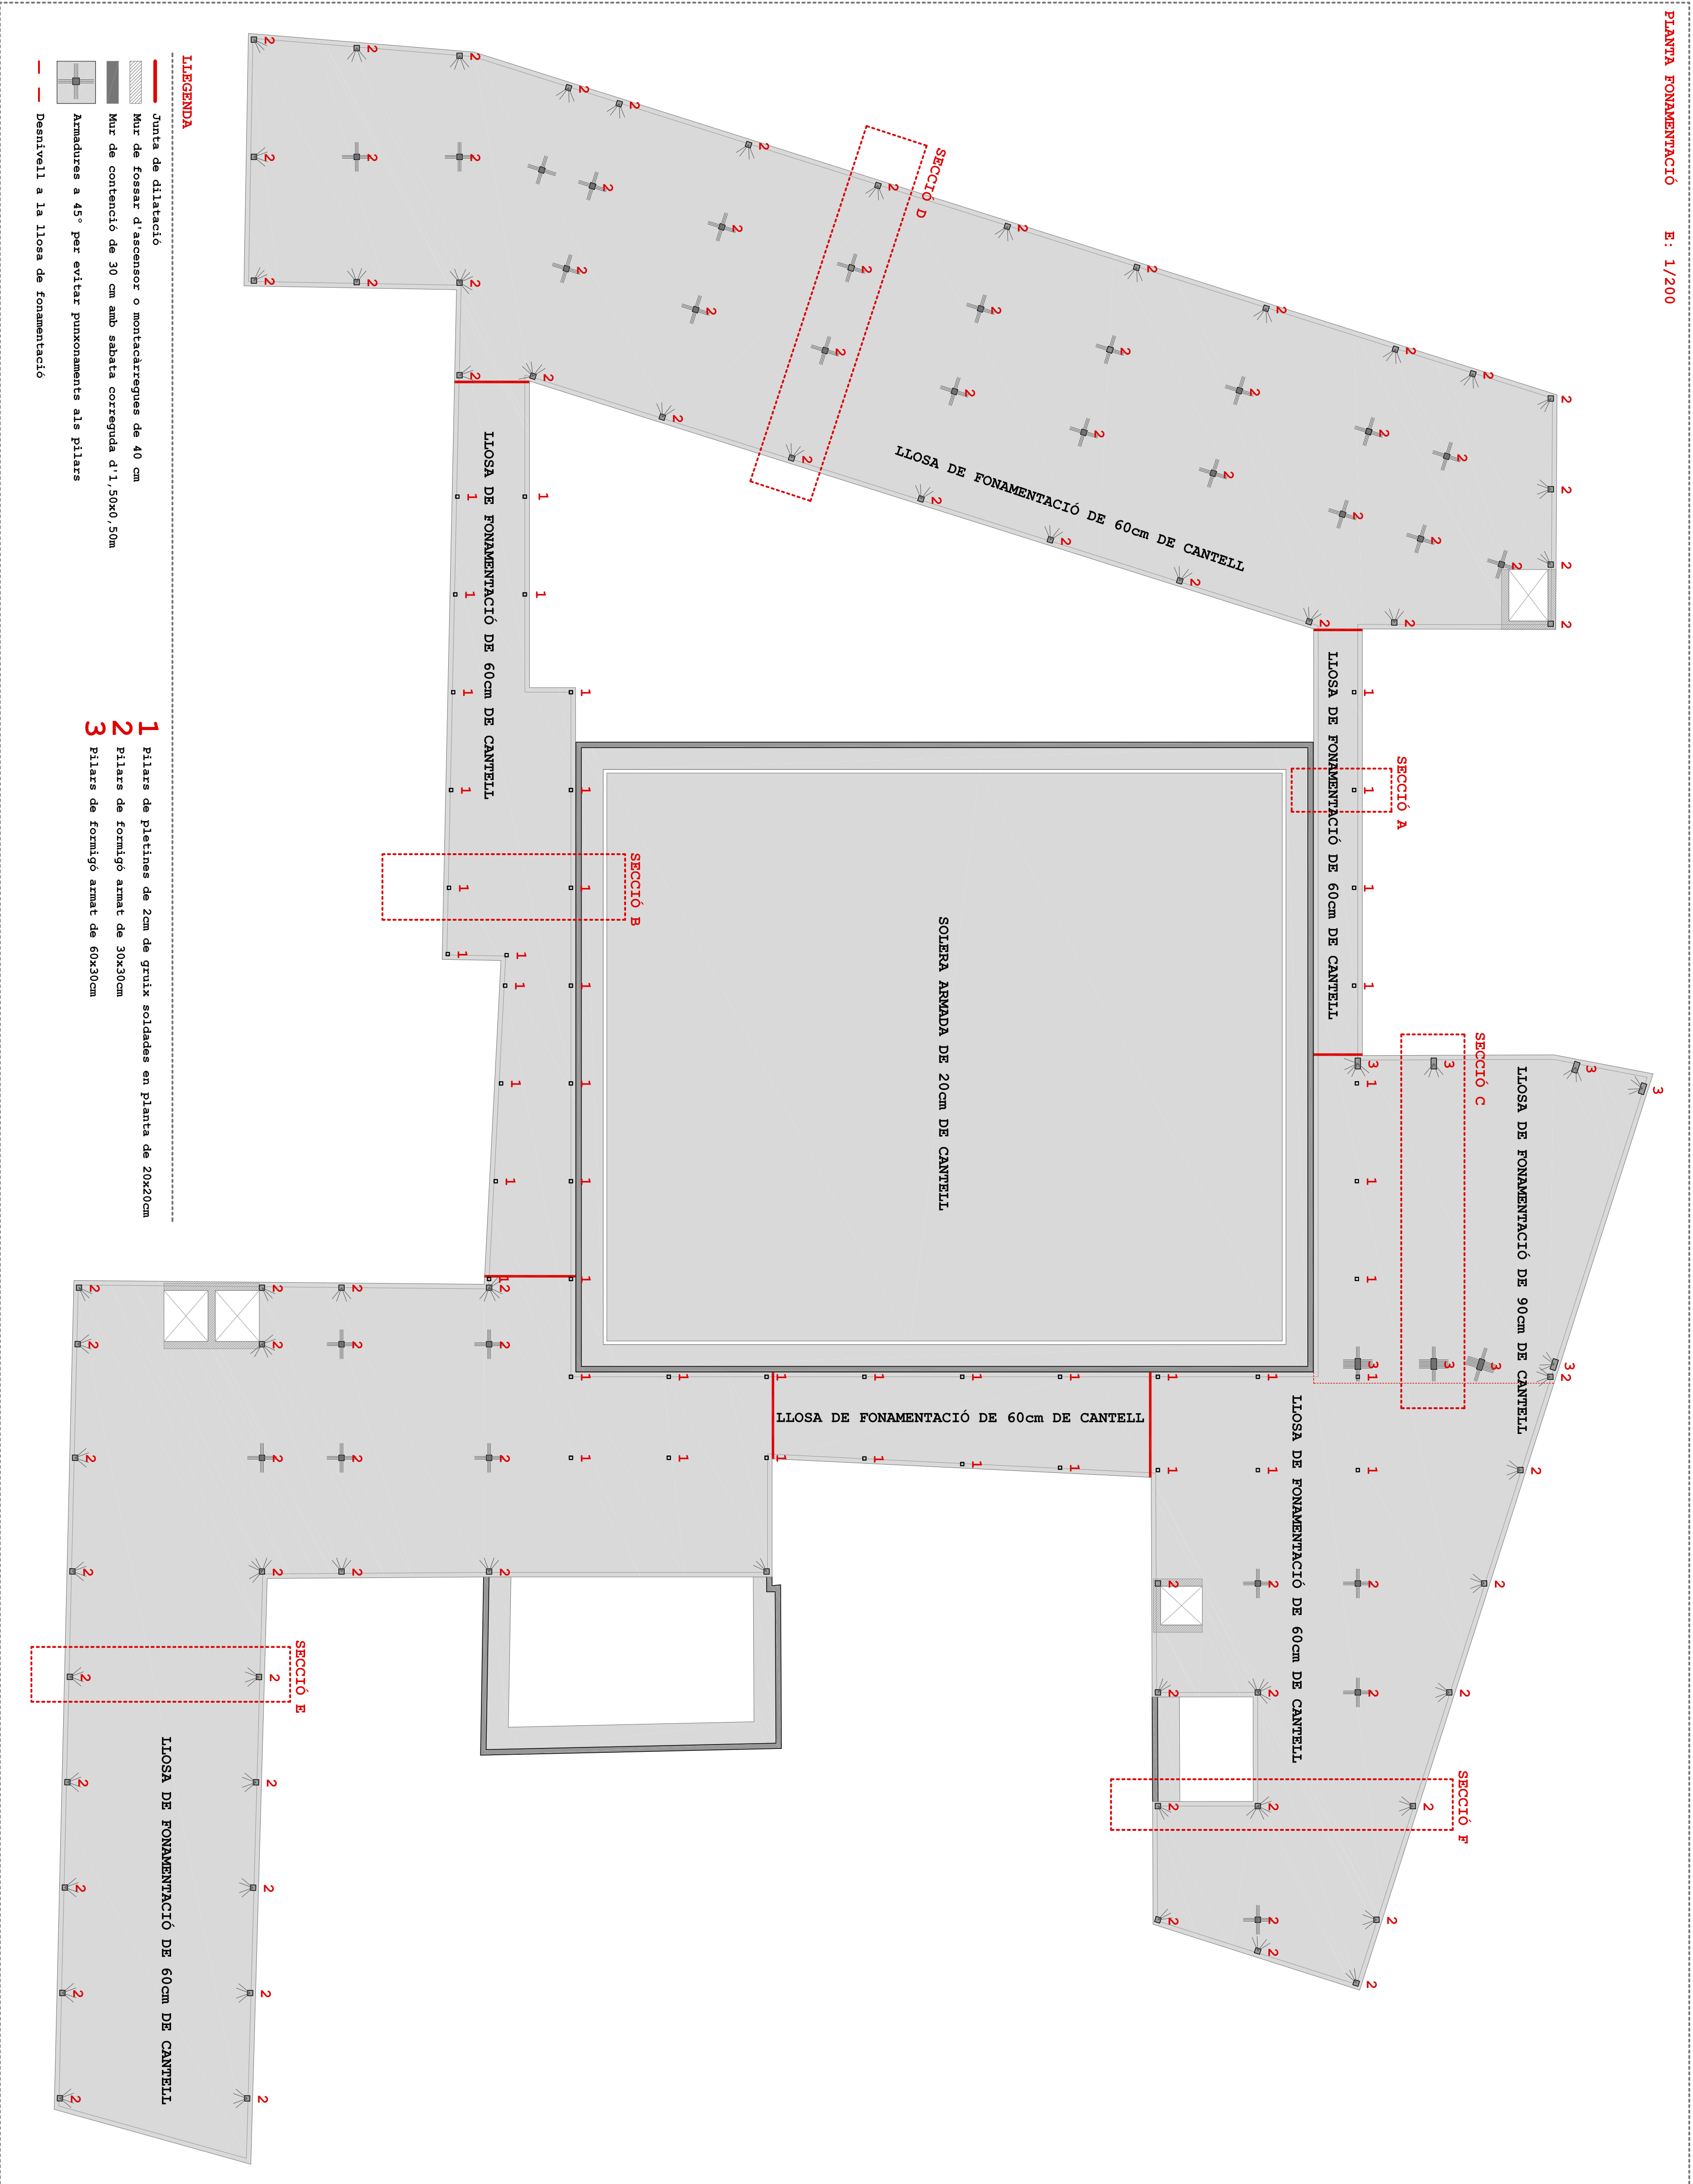 PLANTA FONAMENTACIÓ E: 1/200
SECCIÓ D
LLOSA DE FONAMENTACIÓ DE 60cm DE CANTELL
LLOSA DE FONAMENTACIÓ DE 60cm DE CANTELL
SECCIÓ A
LLOSA DE FONAMENTACIÓ DE 60cm DE CANTELL
SECCIÓ B
SOLERA ARMADA DE 20cm DE CANTELL
SECCIÓ C
LLOSA DE FONAMENTACIÓ DE 90cm DE CANTELL
LLOSA DE FONAMENTACIÓ DE 60cm DE CANTELL
LLOSA DE FONAMENTACIÓ DE 60cm DE CANTELL
SECCIÓ E
LLOSA DE FONAMENTACIÓ DE 60cm DE CANTELL
SECCIÓ F
LLEGENDA
Junta de dilatació
Mur de fossar d'ascensor o montacàrregues de 40 cm
Mur de contenció de 30 cm amb sabata correguda d'1,50x0,50m
Armadures a 45º per evitar punxonaments als pilars
Desnivell a la llosa de fonamentació
1 Pilars de pletines de 2cm de gruix soldades en planta de 20x20cm
2 Pilars de formigó armat de 30x30cm
3 Pilars de formigó armat de 60x30cm